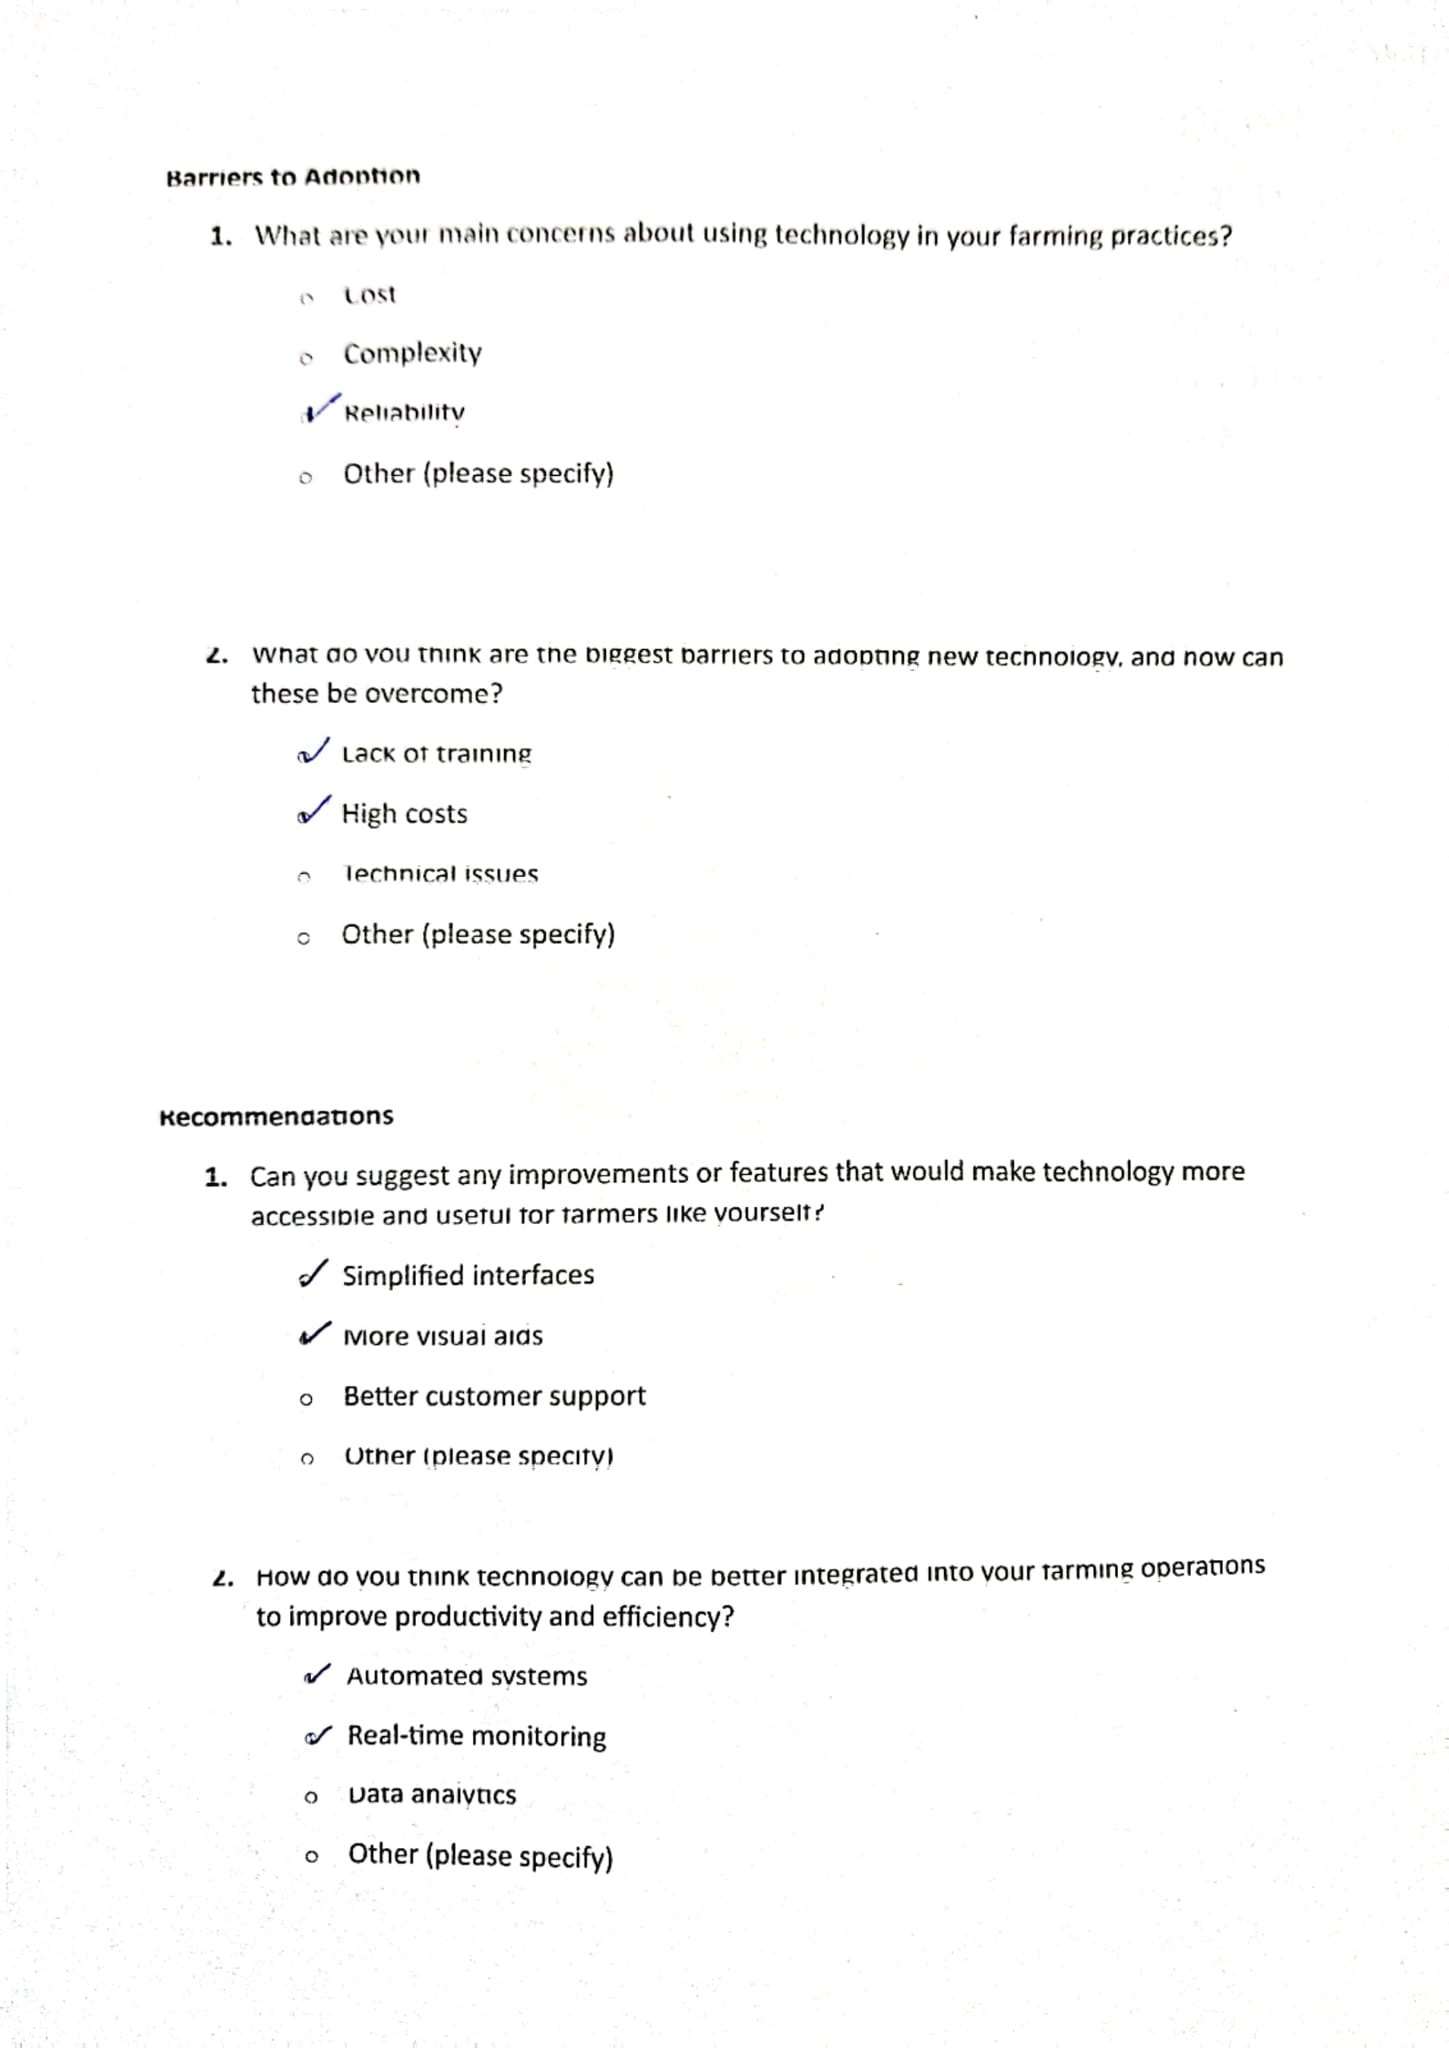 Barriers to Adoption
1. What are your main concerns about using technology in your farming practices?
o Cost
o Complexity
✓ Reliability
o Other (please specify)
2. What do you think are the biggest barriers to adopting new technology, and how can
these be overcome?
✓ Lack of training
✓ High costs
o Technical issues
o Other (please specify)
Recommendations
1. Can you suggest any improvements or features that would make technology more
accessible and useful for farmers like yourself?
✓ Simplified interfaces
✓ More visual aids
o Better customer support
o Other (please specify)
2. How do you think technology can be better integrated into your farming operations
to improve productivity and efficiency?
✓ Automated systems
✓ Real-time monitoring
o Data analytics
o Other (please specify)